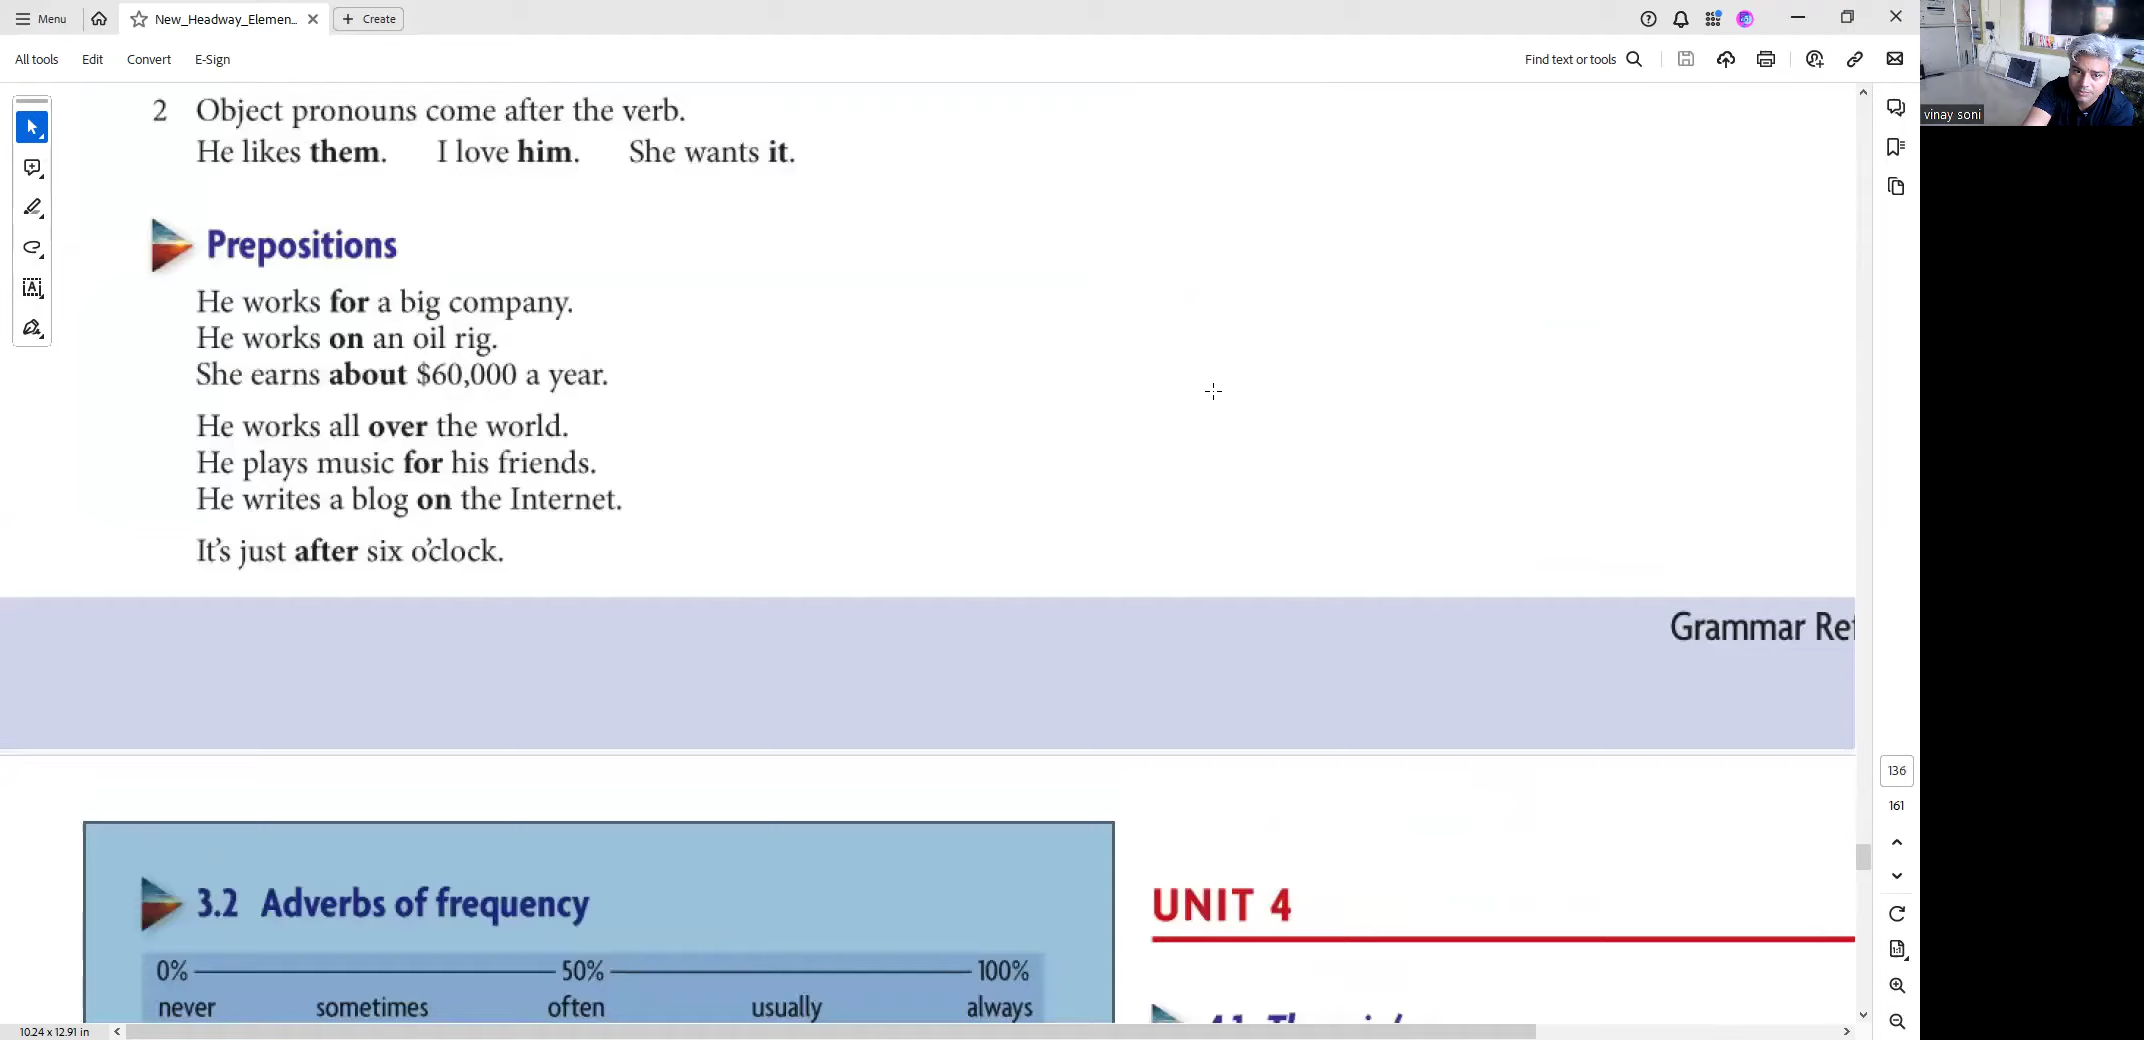 Menu
New_Headway_Elemen...
Create
All tools
Edit
Convert
E-Sign
Find text or tools
vinay soni
2 Object pronouns come after the verb.
He likes them. I love him. She wants it.
Prepositions
He works for a big company.
He works on an oil rig.
She earns about $60,000 a year.
He works all over the world.
He plays music for his friends.
He writes a blog on the Internet.
It's just after six o'clock.
Grammar Ref
136
161
3.2 Adverbs of frequency
0% 50% 100%
never sometimes often usually always
UNIT 4
10.24 x 12.91 in